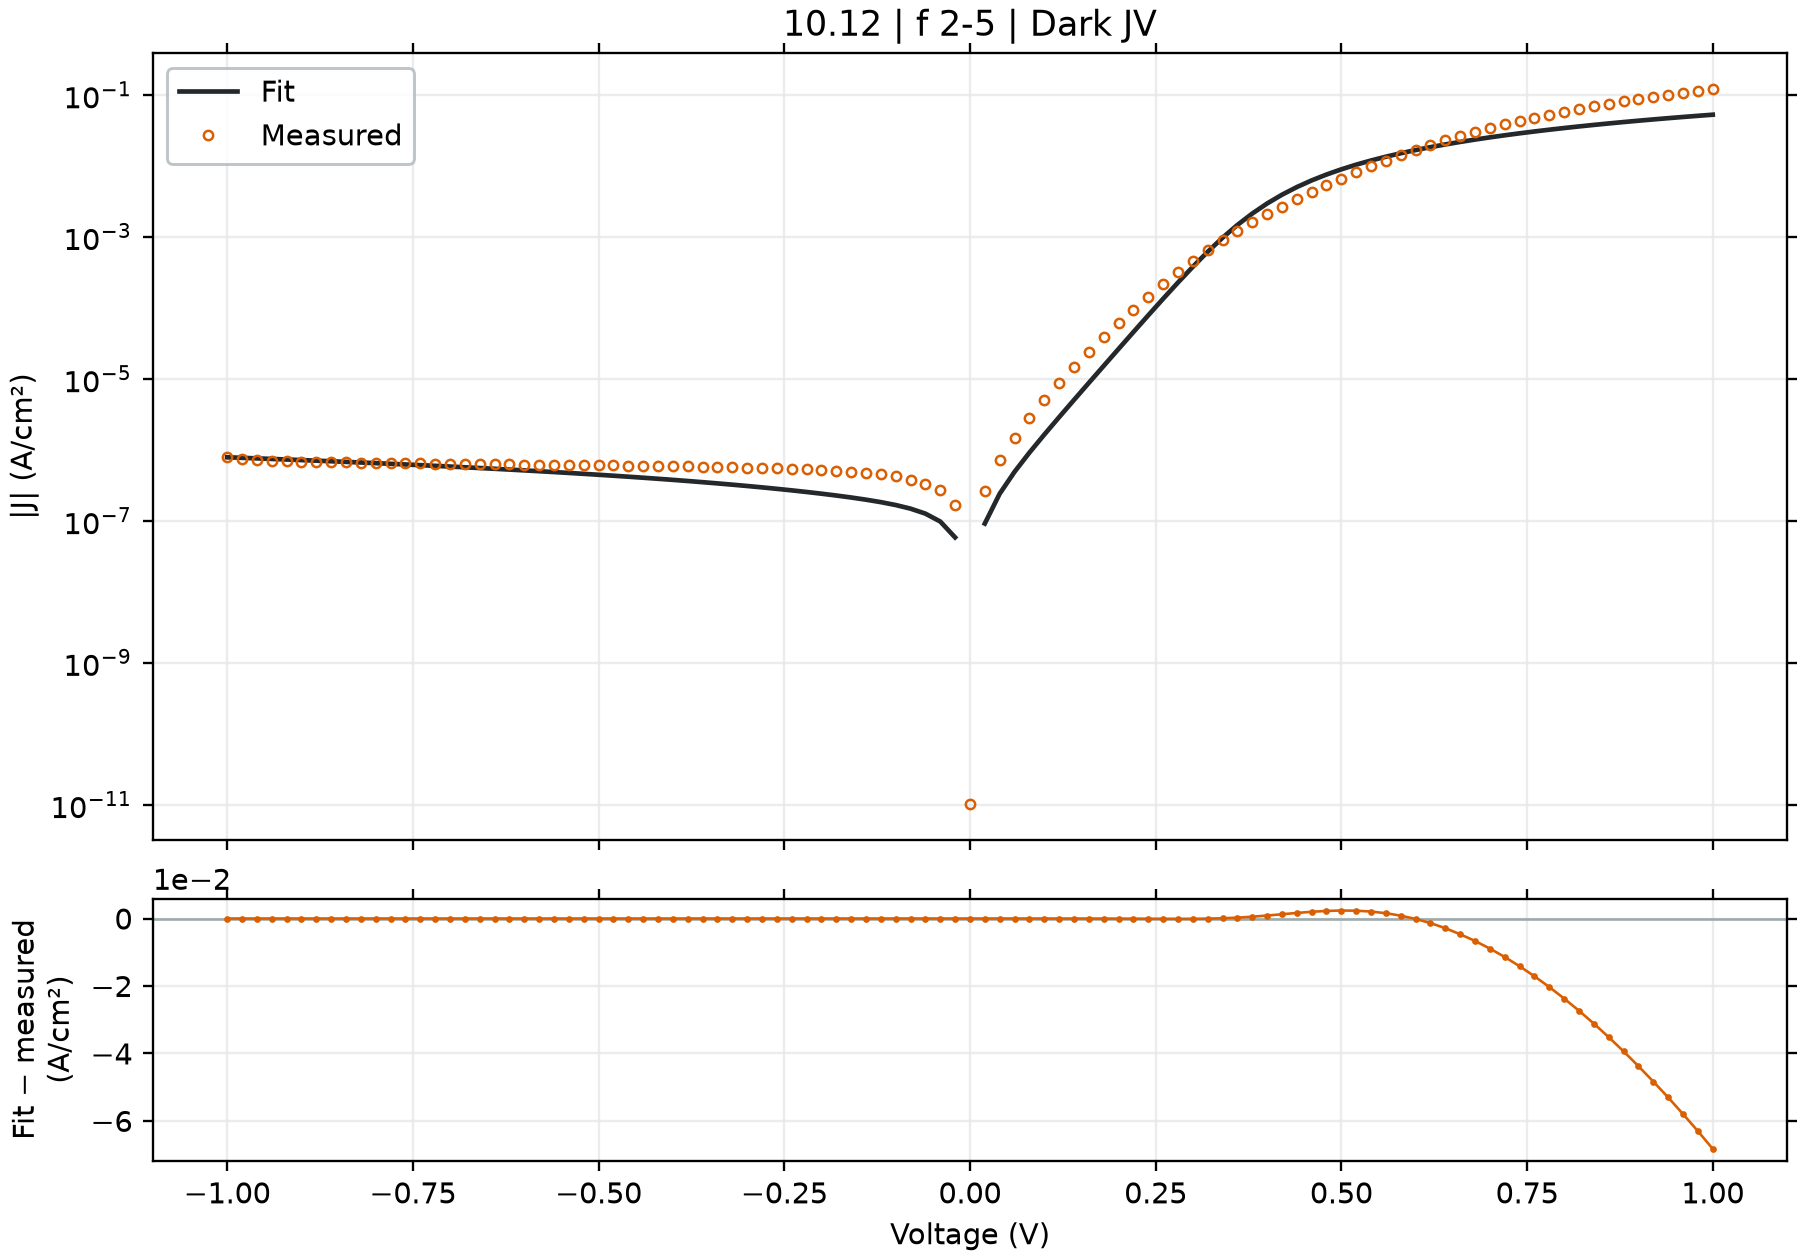 10.12 | f 2-5 | Dark JV
Fit
Measured
10⁻¹
10⁻³
10⁻⁵
10⁻⁷
10⁻⁹
10⁻¹¹
|J| (A/cm²)
1e−2
0
−2
−4
−6
Fit − measured
(A/cm²)
−1.00 −0.75 −0.50 −0.25 0.00 0.25 0.50 0.75 1.00
Voltage (V)